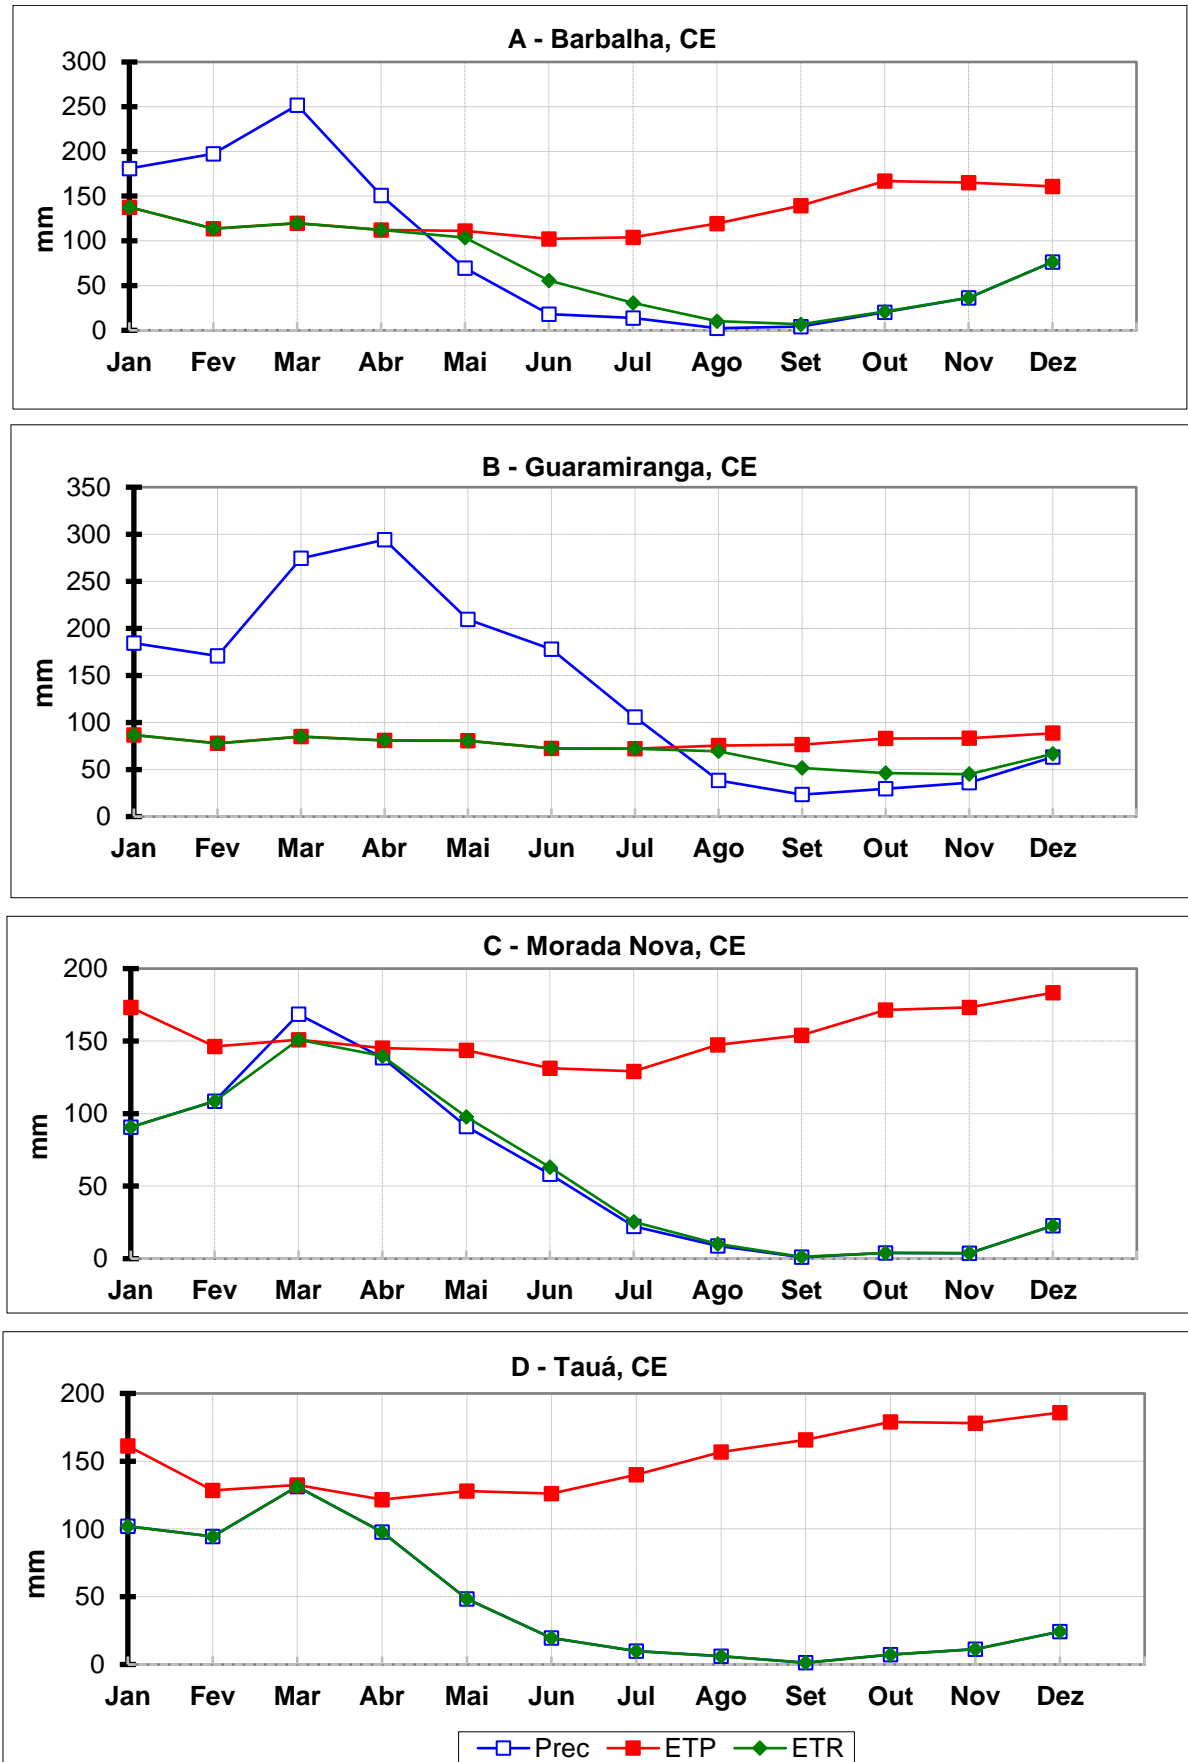 A - Barbalha, CE
300
250
200
150
100
50
0
mm
Jan Fev Mar Abr Mai Jun Jul Ago Set Out Nov Dez
B - Guaramiranga, CE
350
300
250
200
150
100
50
0
mm
Jan Fev Mar Abr Mai Jun Jul Ago Set Out Nov Dez
C - Morada Nova, CE
200
150
100
50
0
mm
Jan Fev Mar Abr Mai Jun Jul Ago Set Out Nov Dez
D - Tauá, CE
200
150
100
50
0
mm
Jan Fev Mar Abr Mai Jun Jul Ago Set Out Nov Dez
Prec ETP ETR